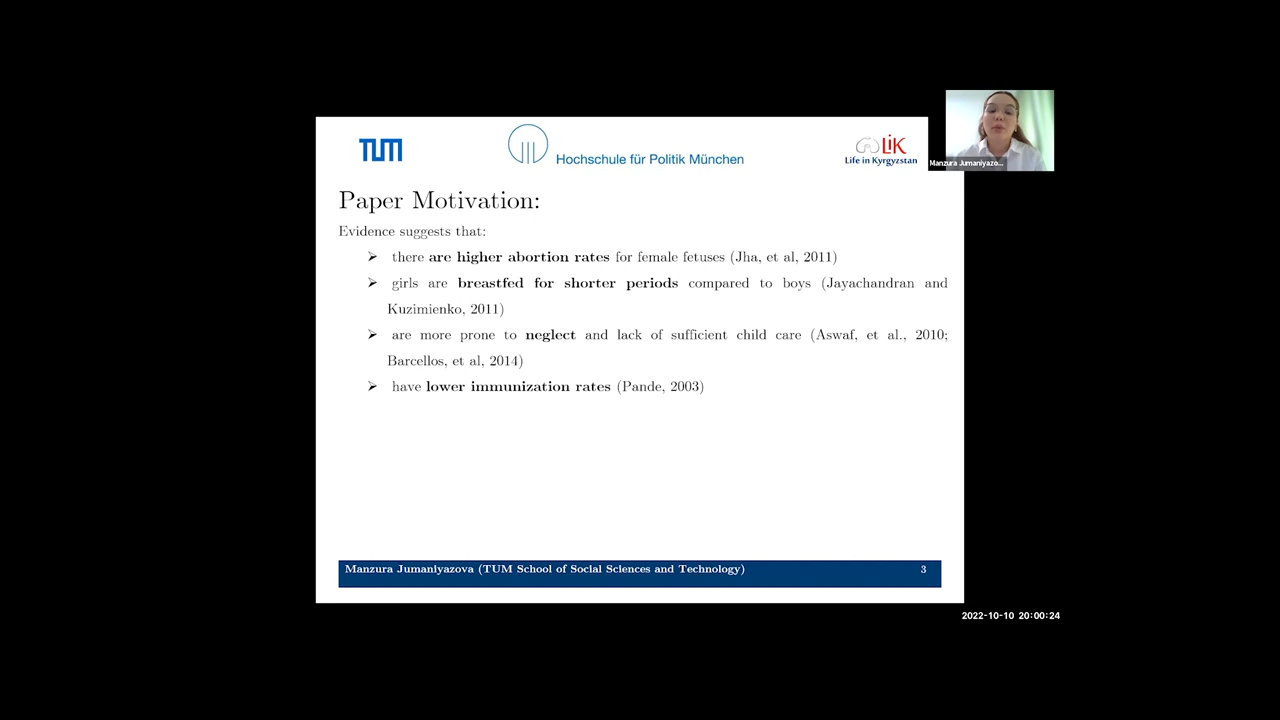 TUM
Hochschule für Politik München
LiK
Life in Kyrgyzstan
Manzura Jumaniyazo...
Paper Motivation:
Evidence suggests that:
➢ there are higher abortion rates for female fetuses (Jha, et al, 2011)
➢ girls are breastfed for shorter periods compared to boys (Jayachandran and
Kuzimienko, 2011)
➢ are more prone to neglect and lack of sufficient child care (Aswaf, et al., 2010;
Barcellos, et al, 2014)
➢ have lower immunization rates (Pande, 2003)
Manzura Jumaniyazova (TUM School of Social Sciences and Technology) 3
2022-10-10 20:00:24